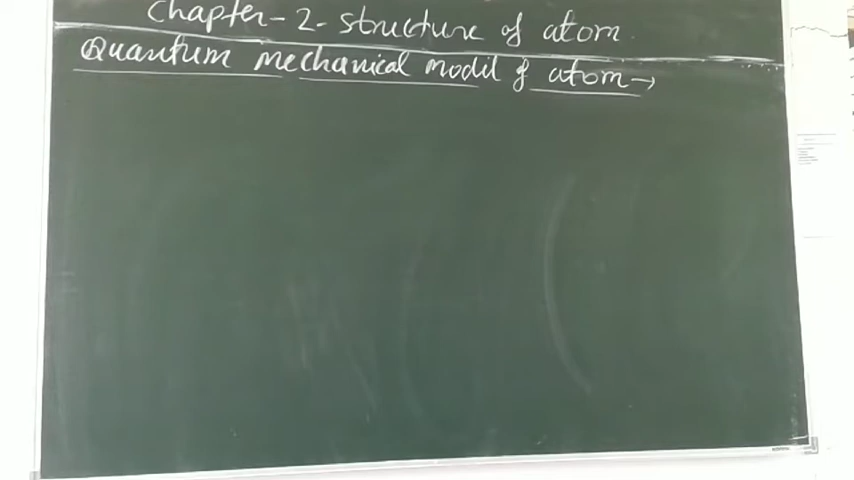 Chapter-2-structure of atom
Quantum mechanical modil of atom→